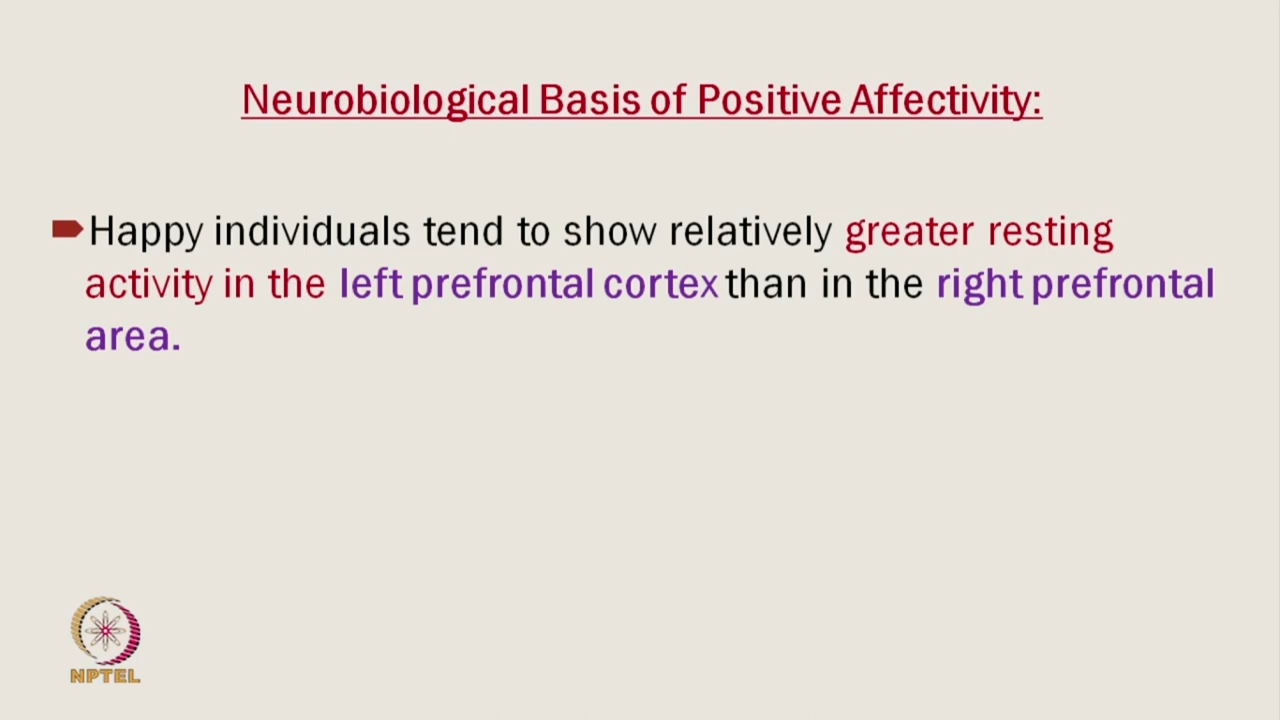 Neurobiological Basis of Positive Affectivity:
Happy individuals tend to show relatively greater resting
activity in the left prefrontal cortex than in the right prefrontal
area.
NPTEL